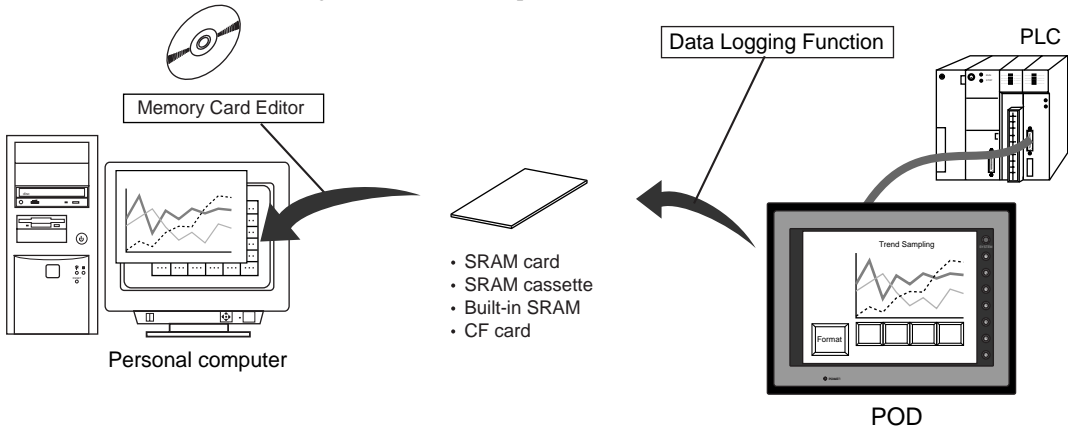 Data Logging Function
PLC
Memory Card Editor
Trend Sampling
• SRAM card
• SRAM cassette
• Built-in SRAM
• CF card
Format
Personal computer
POD